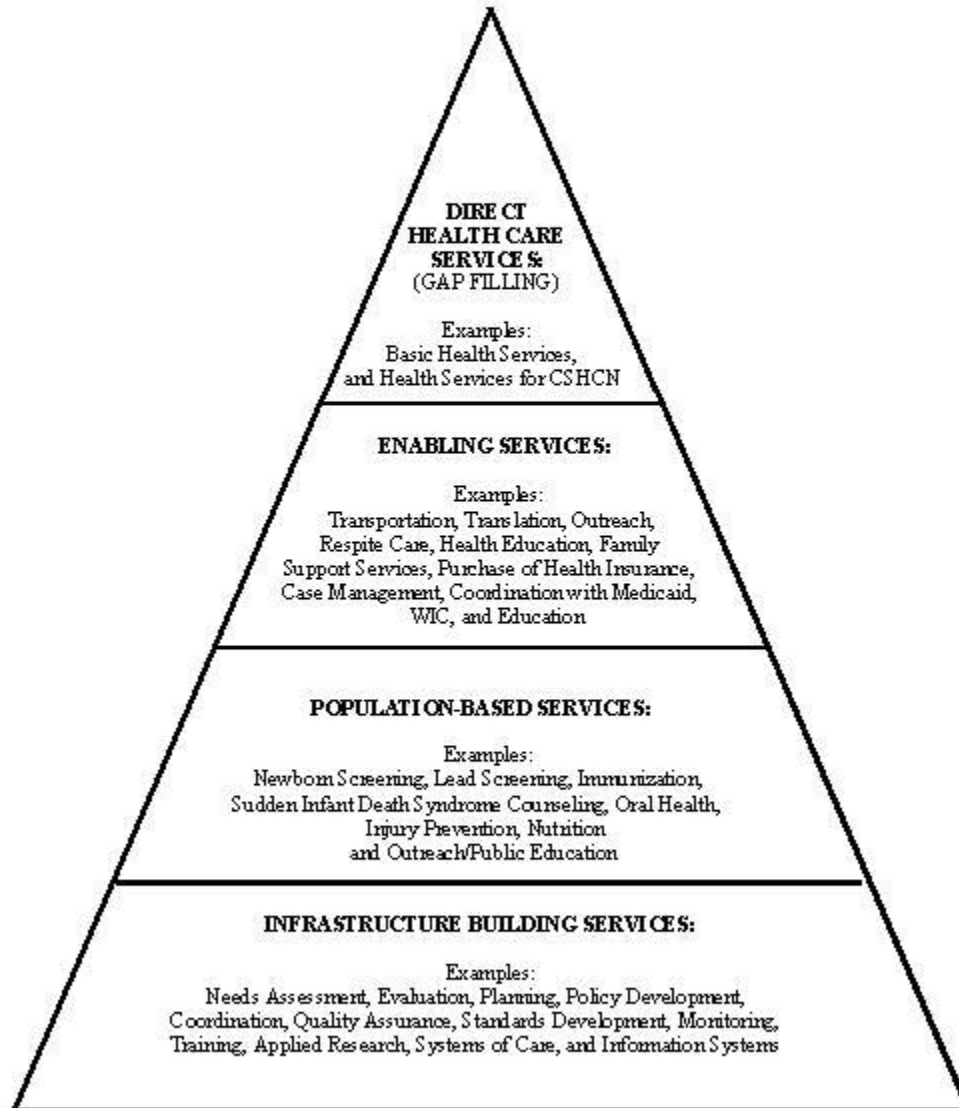 DIRECT
HEALTH CARE
SERVICES:
(GAP FILLING)
Examples:
Basic Health Services,
and Health Services for CSHCN
ENABLING SERVICES:
Examples:
Transportation, Translation, Outreach,
Respite Care, Health Education, Family
Support Services, Purchase of Health Insurance,
Case Management, Coordination with Medicaid,
WIC, and Education
POPULATION-BASED SERVICES:
Examples:
Newborn Screening, Lead Screening, Immunization,
Sudden Infant Death Syndrome Counseling, Oral Health,
Injury Prevention, Nutrition
and Outreach/Public Education
INFRASTRUCTURE BUILDING SERVICES:
Examples:
Needs Assessment, Evaluation, Planning, Policy Development,
Coordination, Quality Assurance, Standards Development, Monitoring,
Training, Applied Research, Systems of Care, and Information Systems